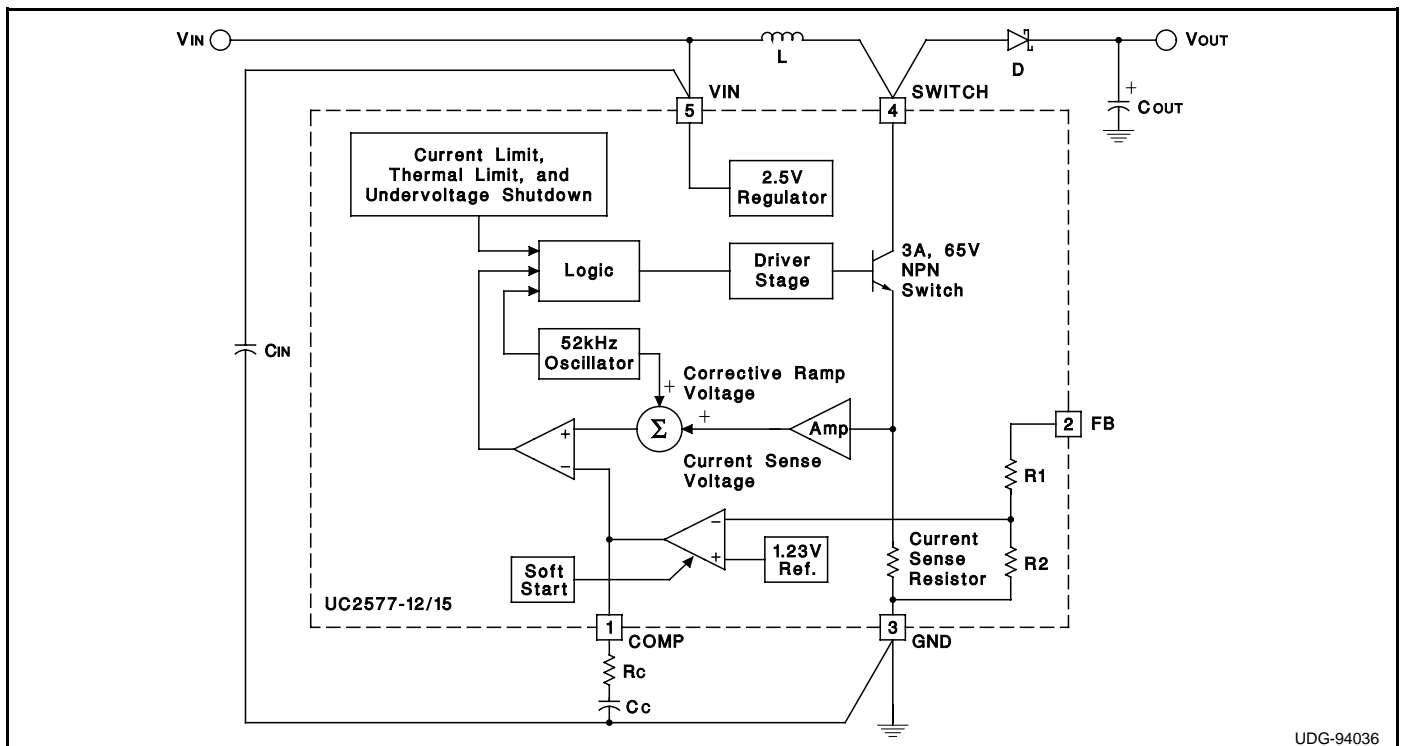 VIN
L
D
VOUT
VIN
SWITCH
5
4
+
COUT
Current Limit,
Thermal Limit, and
Undervoltage Shutdown
2.5V
Regulator
Logic
Driver
Stage
3A, 65V
NPN
Switch
CIN
52kHz
Oscillator
+
Corrective Ramp
Voltage
+
Σ
+
–
Amp
–
Current Sense
Voltage
2
FB
R1
–
+
1.23V
Ref.
Current
Sense
Resistor
R2
Soft
Start
UC2577-12/15
1
COMP
3
GND
Rc
Cc
UDG-94036